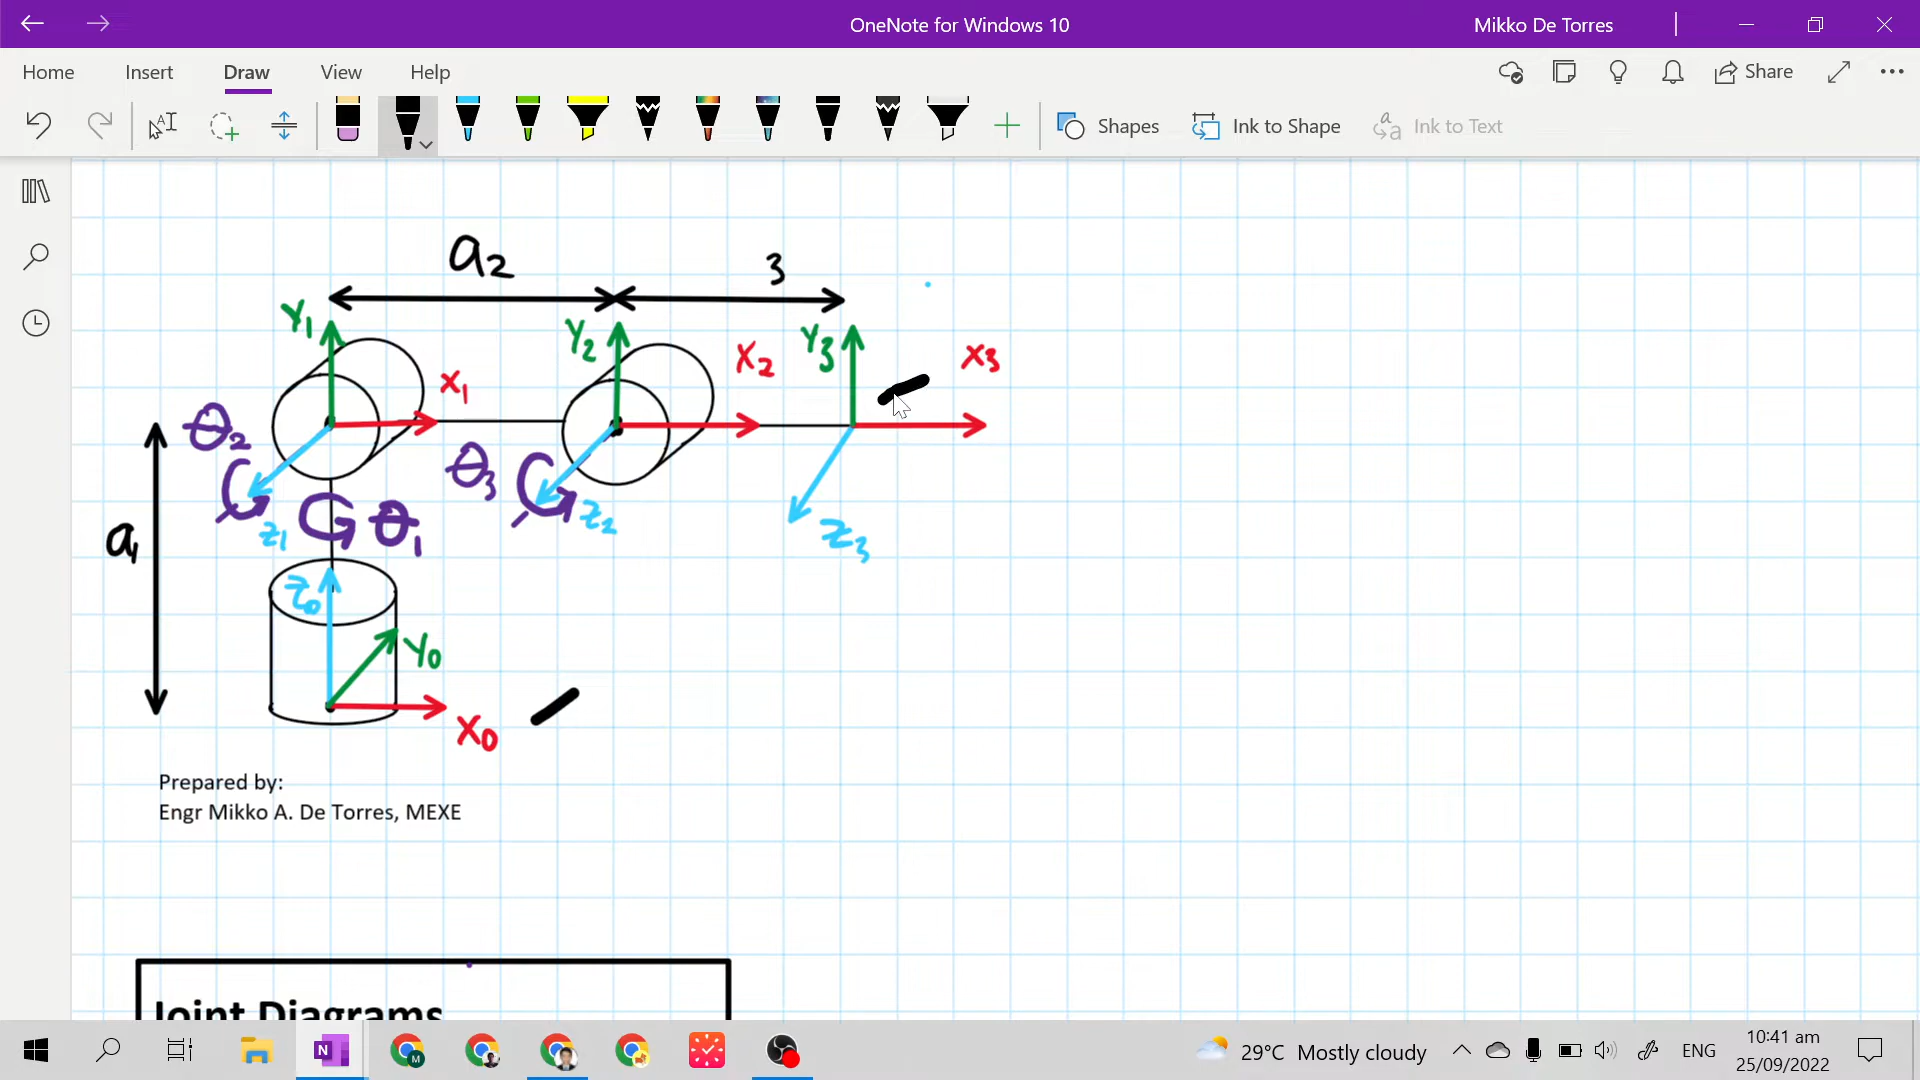 OneNote for Windows 10
Mikko De Torres
Home Insert Draw View Help
Share
Shapes Ink to Shape Ink to Text
a2 3
Y1 Y2 Y3
X1 X2 X3
θ2 θ3
z1 θ1 z2 z3
a1
z0
Y0
X0
Prepared by:
Engr Mikko A. De Torres, MEXE
Joint Diagrams
29°C Mostly cloudy
ENG
10:41 am
25/09/2022